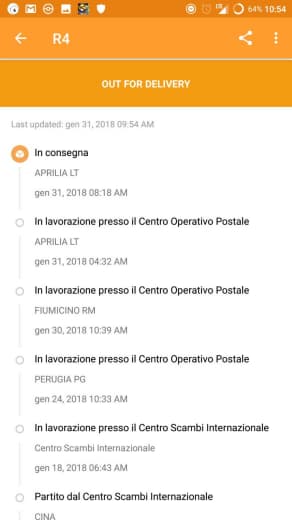 64% 10:54
R4
OUT FOR DELIVERY
Last updated: gen 31, 2018 09:54 AM
In consegna
APRILIA LT
gen 31, 2018 08:18 AM
In lavorazione presso il Centro Operativo Postale
APRILIA LT
gen 31, 2018 04:32 AM
In lavorazione presso il Centro Operativo Postale
FIUMICINO RM
gen 30, 2018 10:39 AM
In lavorazione presso il Centro Operativo Postale
PERUGIA PG
gen 24, 2018 10:33 AM
In lavorazione presso il Centro Scambi Internazionale
Centro Scambi Internazionale
gen 18, 2018 06:43 AM
Partito dal Centro Scambi Internazionale
CINA